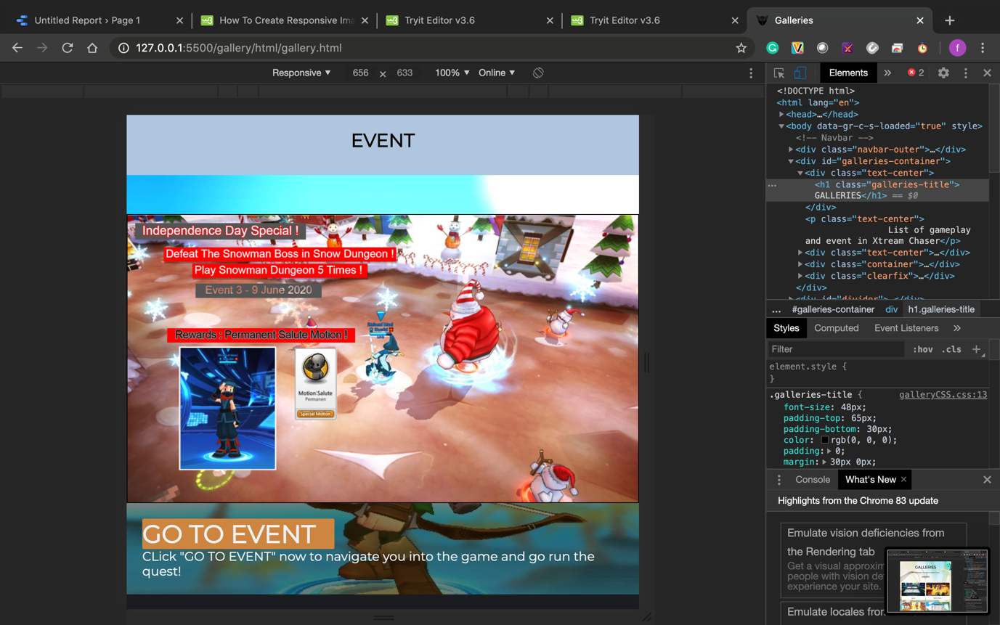 Untitled Report › Page 1
How To Create Responsive Ima
Tryit Editor v3.6
Tryit Editor v3.6
Galleries
127.0.0.1:5500/gallery/html/gallery.html
f
Responsive
656 × 633
100%
Online
Elements
2
EVENT
Independence Day Special !
Defeat The Snowman Boss in Snow Dungeon !
Play Snowman Dungeon 5 Times !
Event 3 - 9 June 2020
Rewards : Permanent Salute Motion !
Motion:Salute
Permanen
Special Motion
GO TO EVENT
CLick "GO TO EVENT" now to navigate you into the game and go run the
quest!
<!DOCTYPE html>
<html lang="en">
<head>…</head>
<body data-gr-c-s-loaded="true" style>
<!-- Navbar -->
<div class="navbar-outer">…</div>
<div id="galleries-container">
<div class="text-center">
<h1 class="galleries-title">
GALLERIES</h1> == $0
</div>
<p class="text-center">
List of gameplay
and event in Xtream Chaser</p>
<div class="text-center">…</div>
<div class="container">…</div>
<div class="clearfix">…</div>
</div>
<div id="divider">…</div>
… #galleries-container div h1.galleries-title
Styles Computed Event Listeners
Filter :hov .cls
element.style {
}
.galleries-title { galleryCSS.css:13
font-size: 48px;
padding-top: 65px;
padding-bottom: 30px;
color: rgb(0, 0, 0);
padding: 0;
margin: 30px 0px;
Console What's New
Highlights from the Chrome 83 update
Emulate vision deficiencies from
the Rendering tab
Get a visual approxim
people with vision de
experience your site.
Emulate locales from
GALLERIES